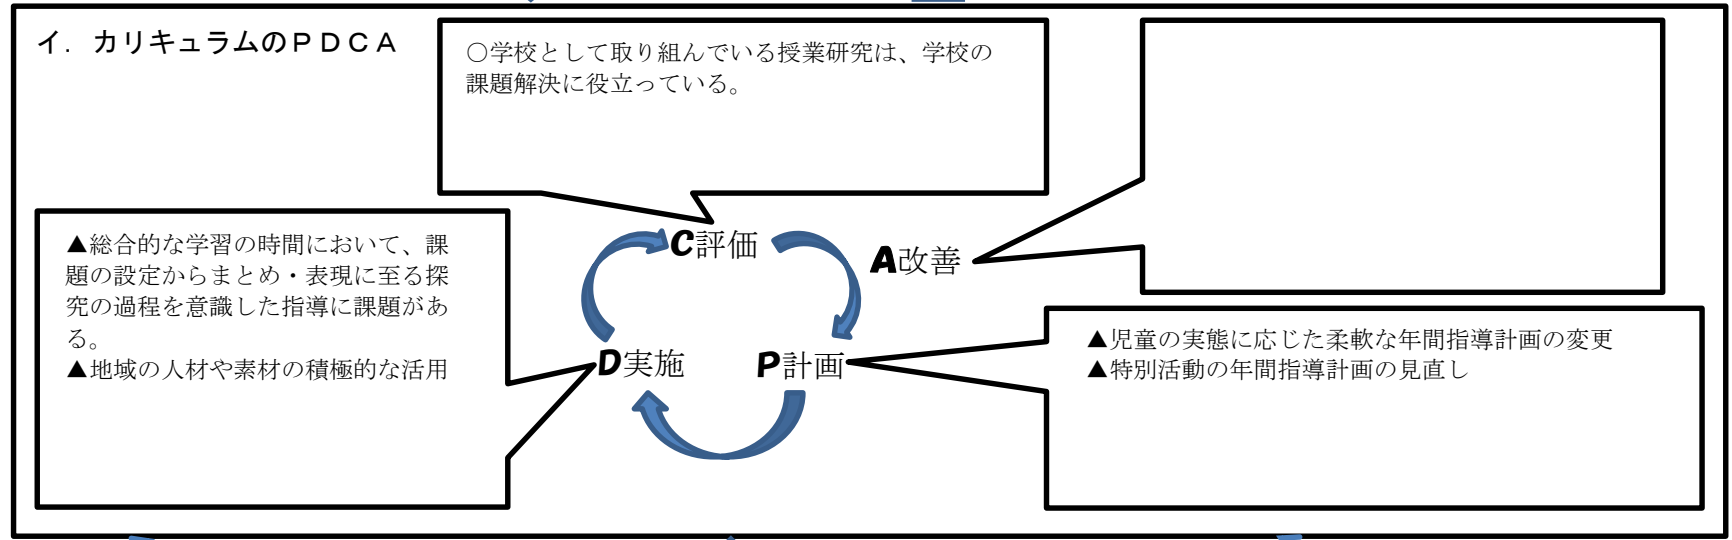 イ．カリキュラムのＰＤＣＡ
○学校として取り組んでいる授業研究は、学校の
課題解決に役立っている。
▲総合的な学習の時間において、課
題の設定からまとめ・表現に至る探
究の過程を意識した指導に課題があ
る。
▲地域の人材や素材の積極的な活用
C評価
A改善
D実施
P計画
▲児童の実態に応じた柔軟な年間指導計画の変更
▲特別活動の年間指導計画の見直し